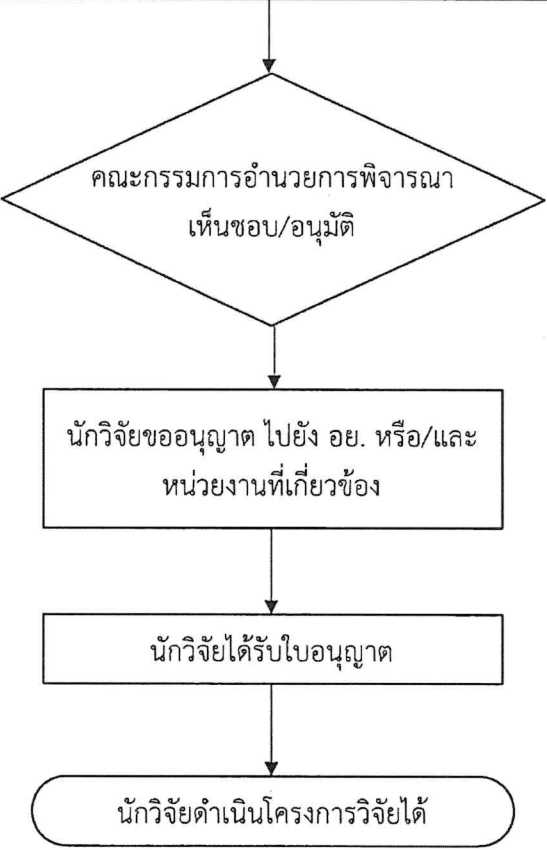 คณะกรรมการอำนวยการพิจารณา
เห็นชอบ/อนุมัติ
นักวิจัยขออนุญาต ไปยัง อย. หรือ/และ
หน่วยงานที่เกี่ยวข้อง
นักวิจัยได้รับใบอนุญาต
นักวิจัยดำเนินโครงการวิจัยได้